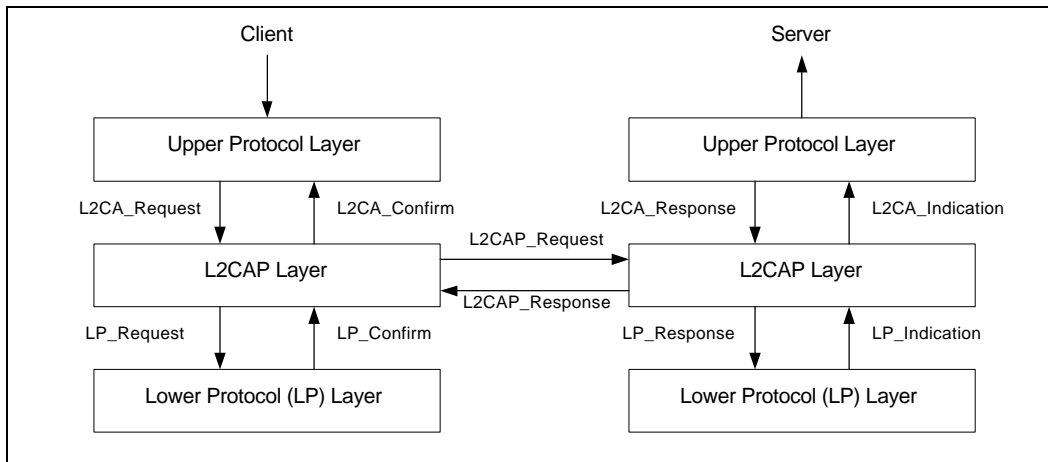 Client
Server
Upper Protocol Layer
Upper Protocol Layer
L2CA_Request
L2CA_Confirm
L2CA_Response
L2CA_Indication
L2CAP_Request
L2CAP Layer
L2CAP Layer
L2CAP_Response
LP_Request
LP_Confirm
LP_Response
LP_Indication
Lower Protocol (LP) Layer
Lower Protocol (LP) Layer